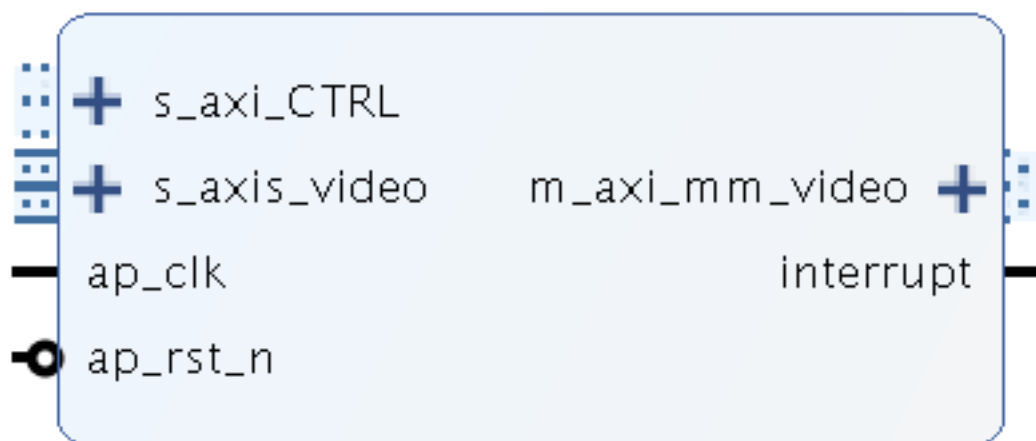 s_axi_CTRL
s_axis_video m_axi_mm_video
ap_clk interrupt
ap_rst_n